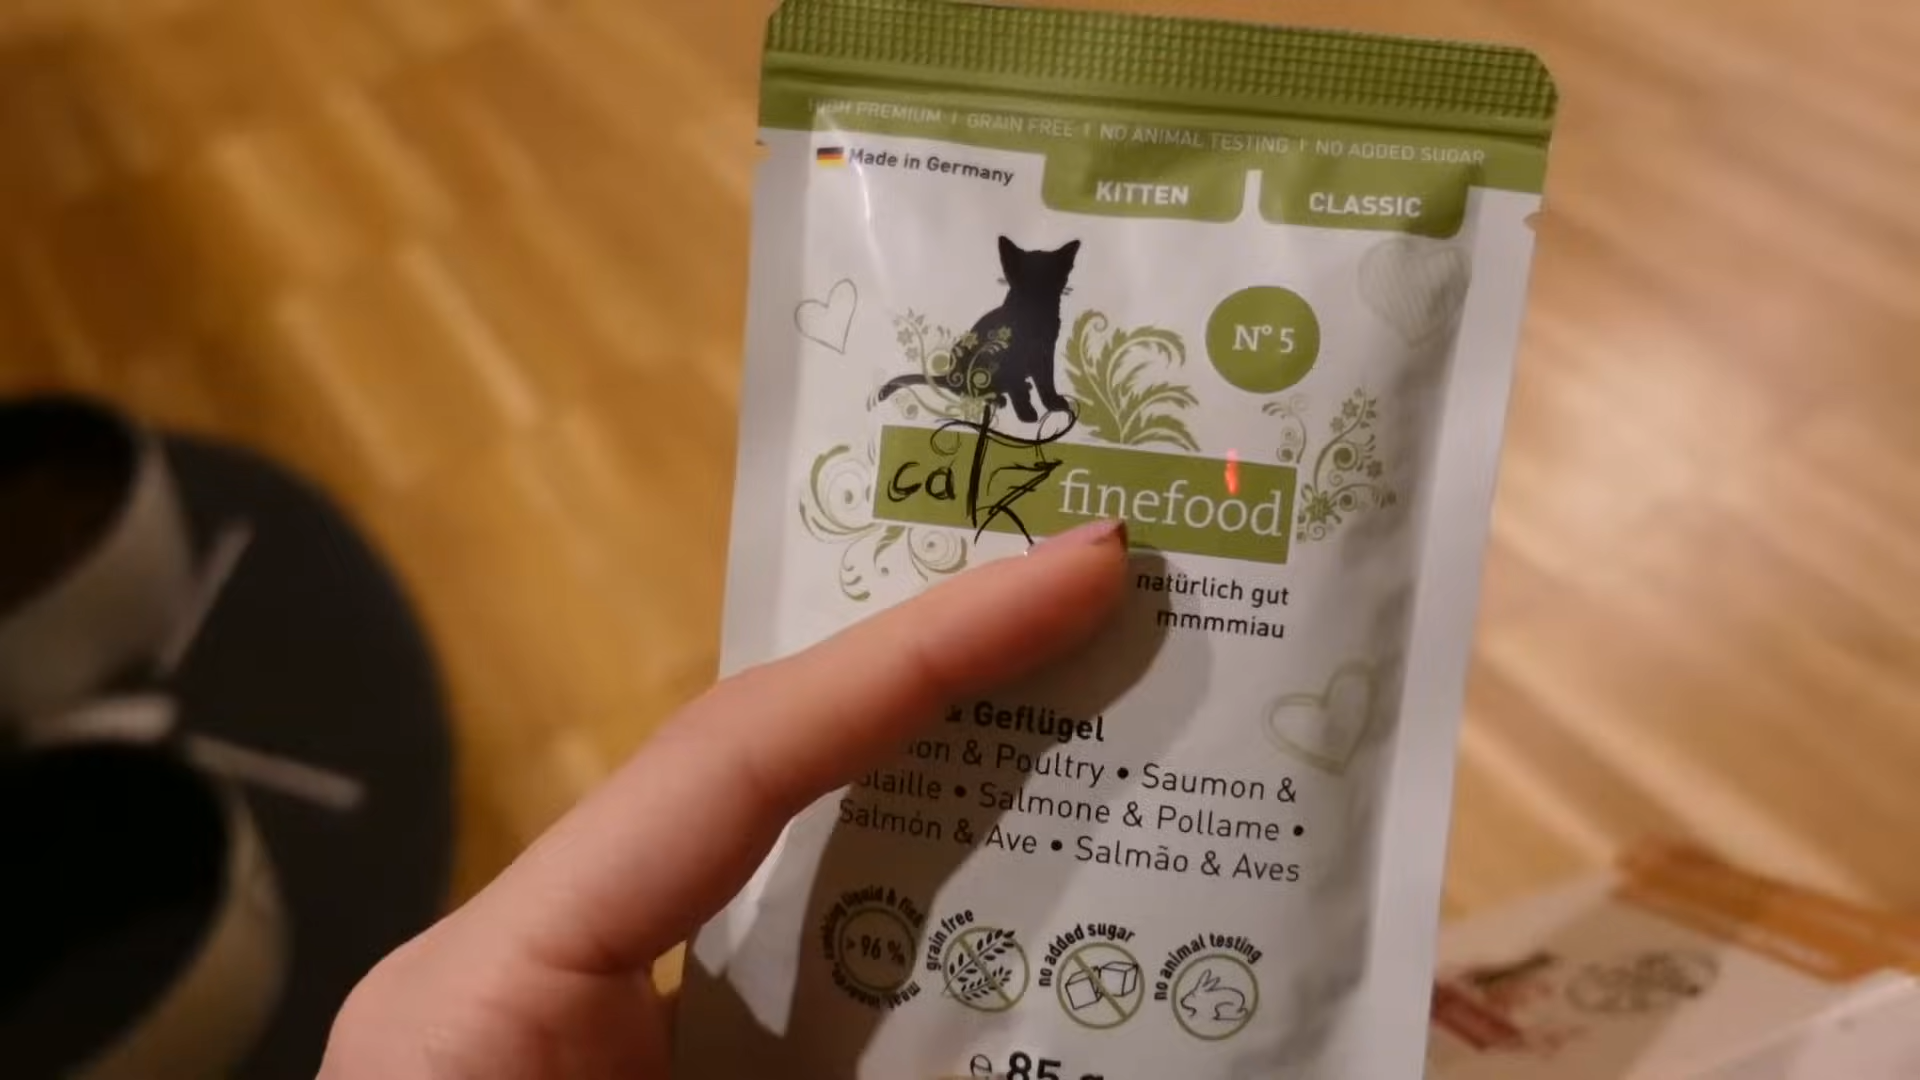 HIGH PREMIUM | GRAIN FREE | NO ANIMAL TESTING | NO ADDED SUGAR
Made in Germany
KITTEN
CLASSIC
N° 5
catz finefood
natürlich gut
mmmmiau
& Geflügel
& Poultry • Saumon &
• Salmone & Pollame •
Salmón & Ave • Salmão & Aves
> 96 %
grain free
no added sugar
no animal testing
e 85 g